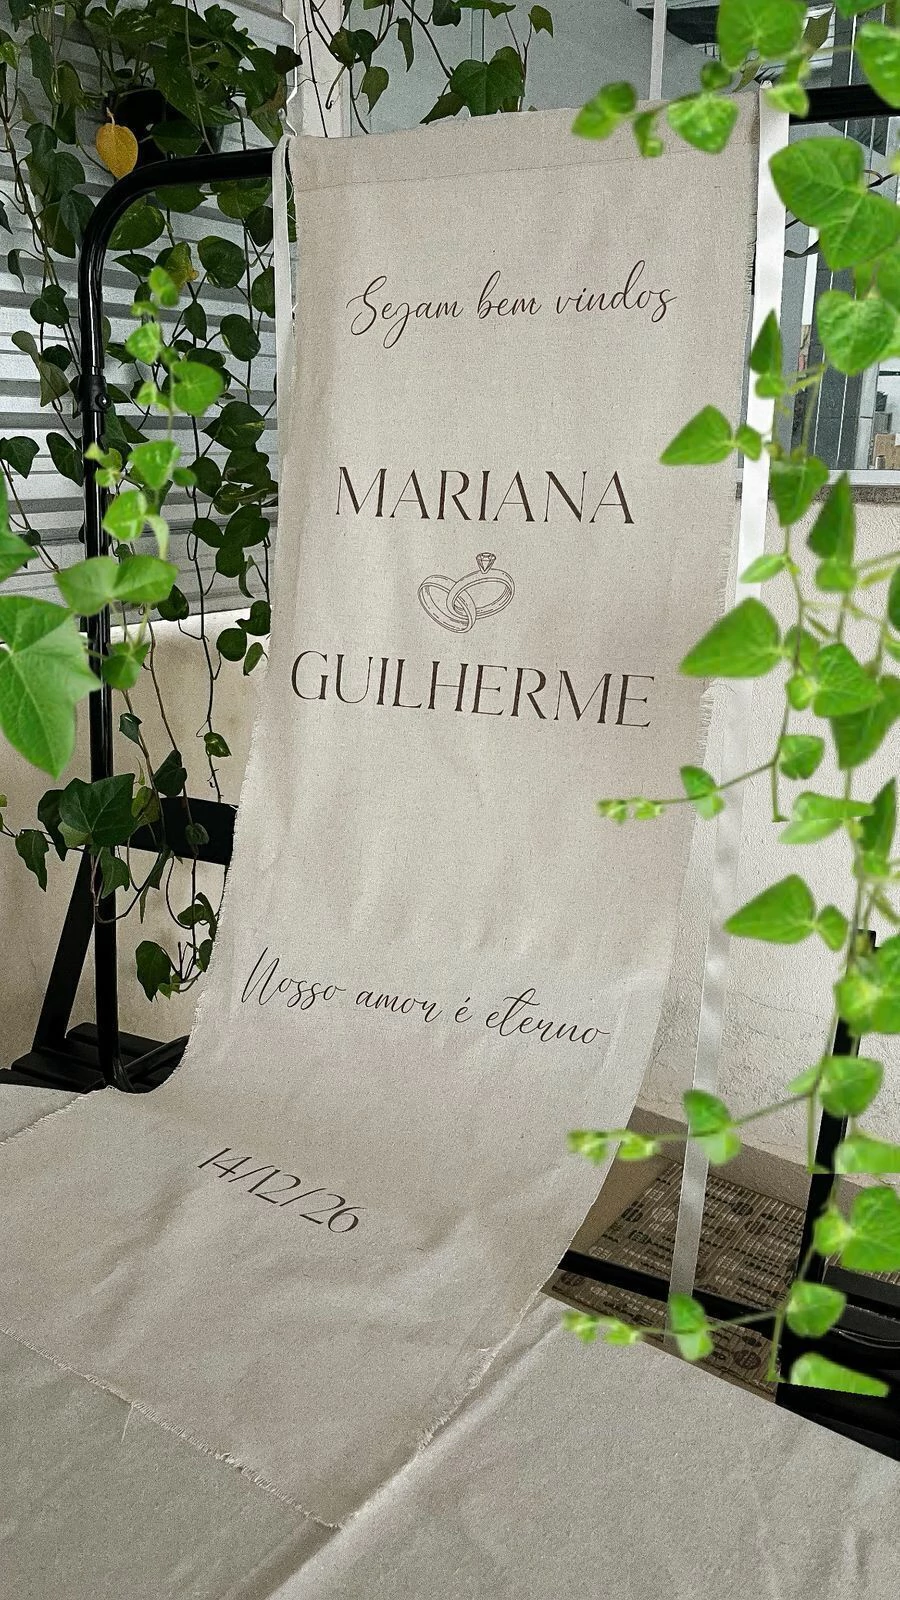 Sejam bem vindos
MARIANA
GUILHERME
Nosso amor é eterno
14/12/26